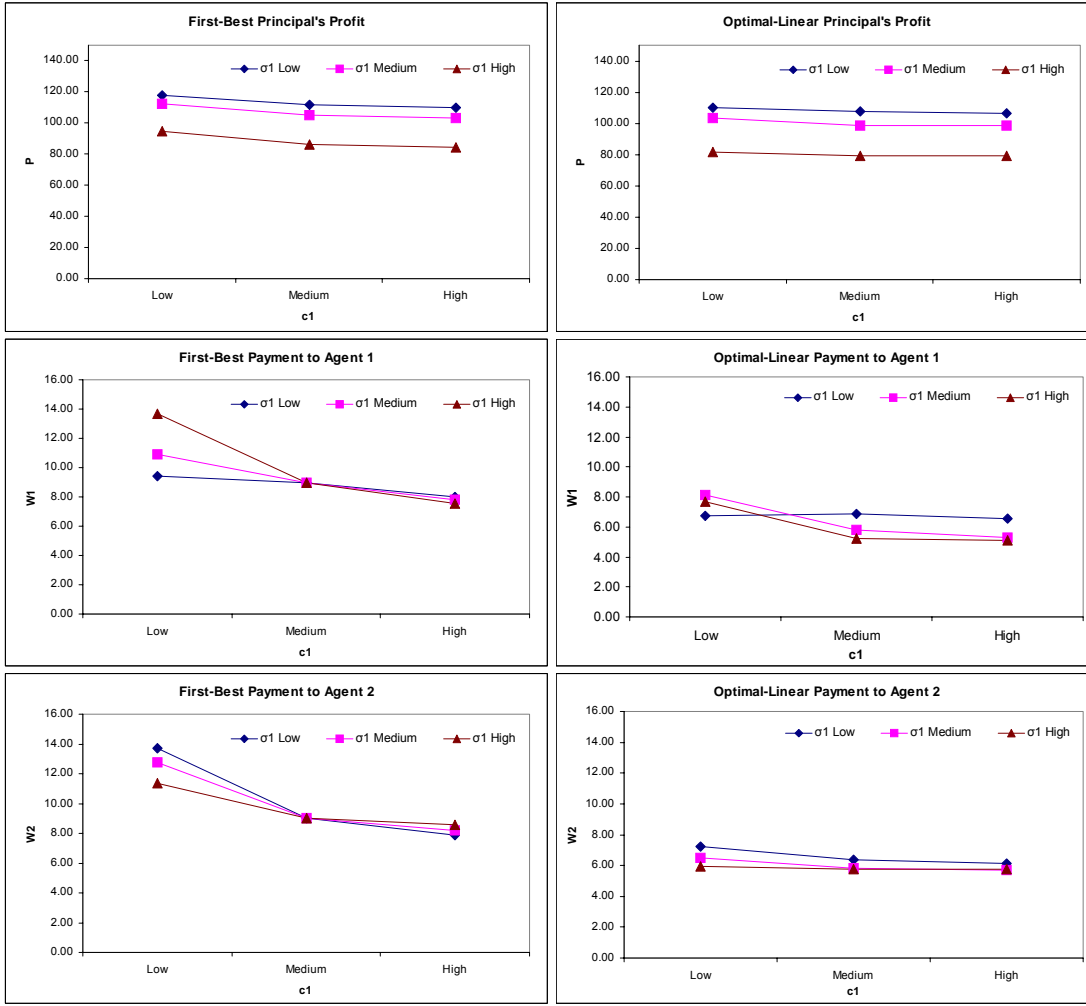 First-Best Principal's Profit
140.00
120.00
100.00
80.00
60.00
40.00
20.00
0.00
P
σ1 Low σ1 Medium σ1 High
Low Medium High
c1
Optimal-Linear Principal's Profit
140.00
120.00
100.00
80.00
60.00
40.00
20.00
0.00
P
σ1 Low σ1 Medium σ1 High
Low Medium High
c1
First-Best Payment to Agent 1
16.00
14.00
12.00
10.00
8.00
6.00
4.00
2.00
0.00
W1
σ1 Low σ1 Medium σ1 High
Low Medium High
c1
Optimal-Linear Payment to Agent 1
16.00
14.00
12.00
10.00
8.00
6.00
4.00
2.00
0.00
W1
σ1 Low σ1 Medium σ1 High
Low Medium High
c1
First-Best Payment to Agent 2
16.00
14.00
12.00
10.00
8.00
6.00
4.00
2.00
0.00
W2
σ1 Low σ1 Medium σ1 High
Low Medium High
c1
Optimal-Linear Payment to Agent 2
16.00
14.00
12.00
10.00
8.00
6.00
4.00
2.00
0.00
W2
σ1 Low σ1 Medium σ1 High
Low Medium High
c1